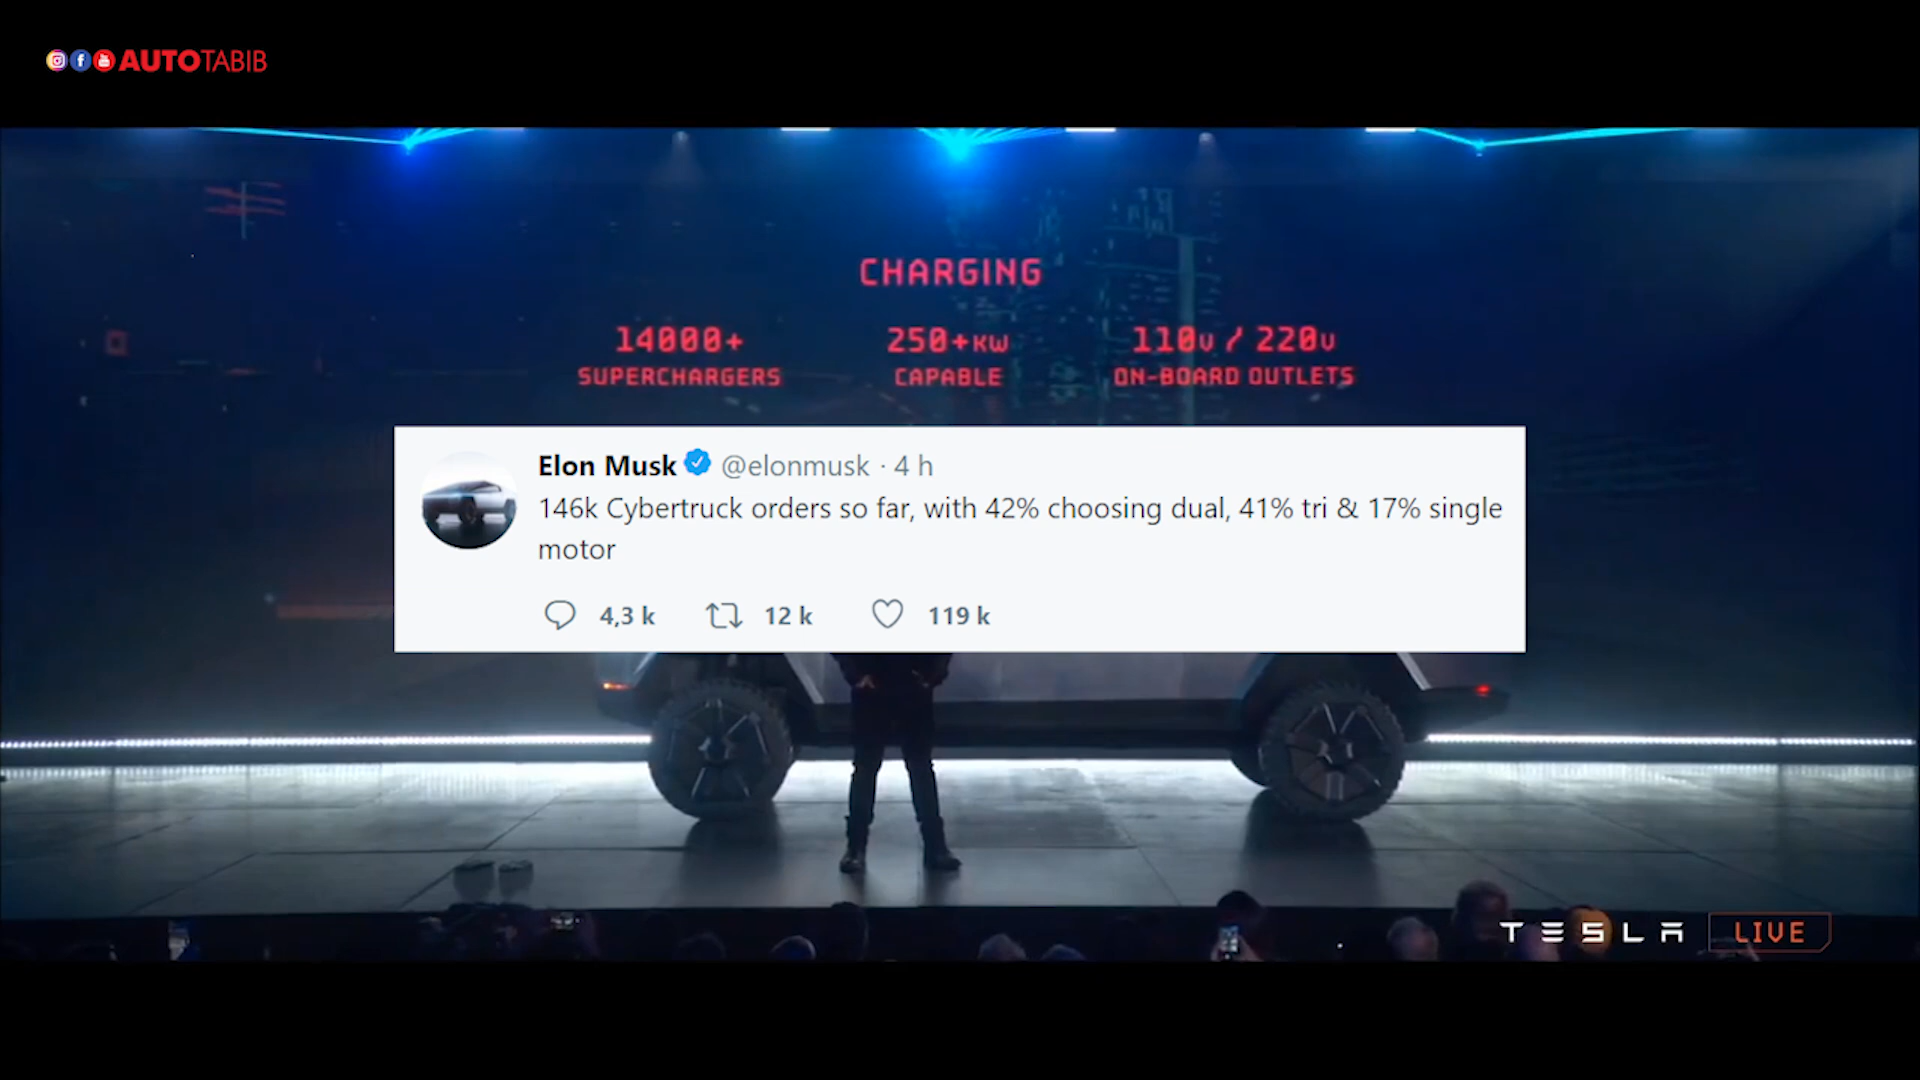 AUTOTABIB
CHARGING
14000+ 250+KW 110V / 220V
SUPERCHARGERS CAPABLE ON-BOARD OUTLETS
Elon Musk @elonmusk · 4 h
146k Cybertruck orders so far, with 42% choosing dual, 41% tri & 17% single
motor
4,3 k 12 k 119 k
TESLA LIVE